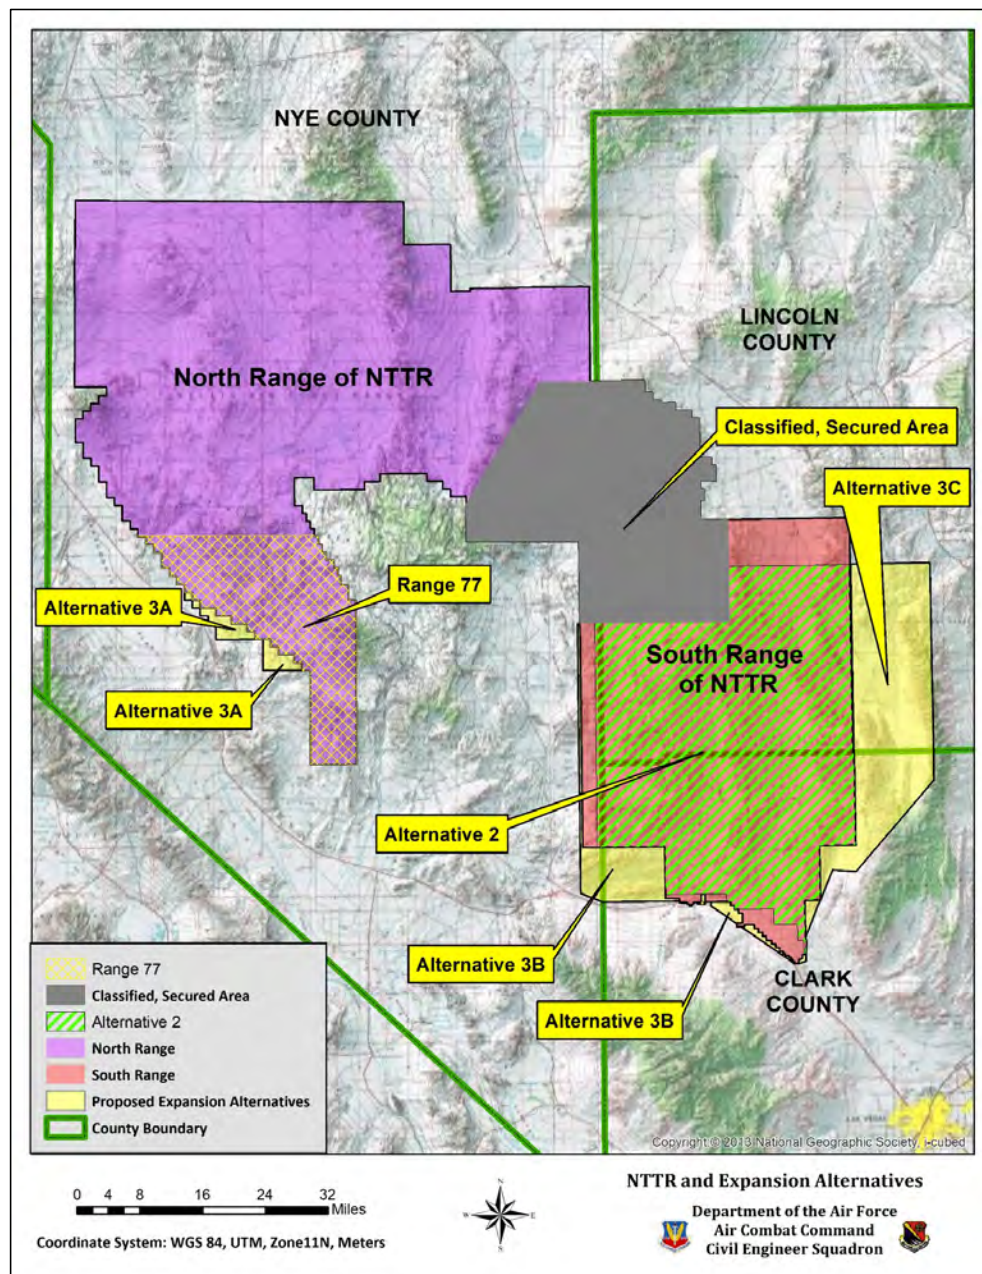 NYE COUNTY
LINCOLN
COUNTY
North Range of NTTR
Classified, Secured Area
Alternative 3C
Range 77
Alternative 3A
South Range
of NTTR
Alternative 3A
Alternative 2
Alternative 3B
CLARK
COUNTY
Alternative 3B
Range 77
Classified, Secured Area
Alternative 2
North Range
South Range
Proposed Expansion Alternatives
County Boundary
LAS VEGAS
Copyright © 2013 National Geographic Society, i-cubed
0 4 8 16 24 32
Miles
Coordinate System: WGS 84, UTM, Zone11N, Meters
N
W E
S
NTTR and Expansion Alternatives
Department of the Air Force
Air Combat Command
Civil Engineer Squadron